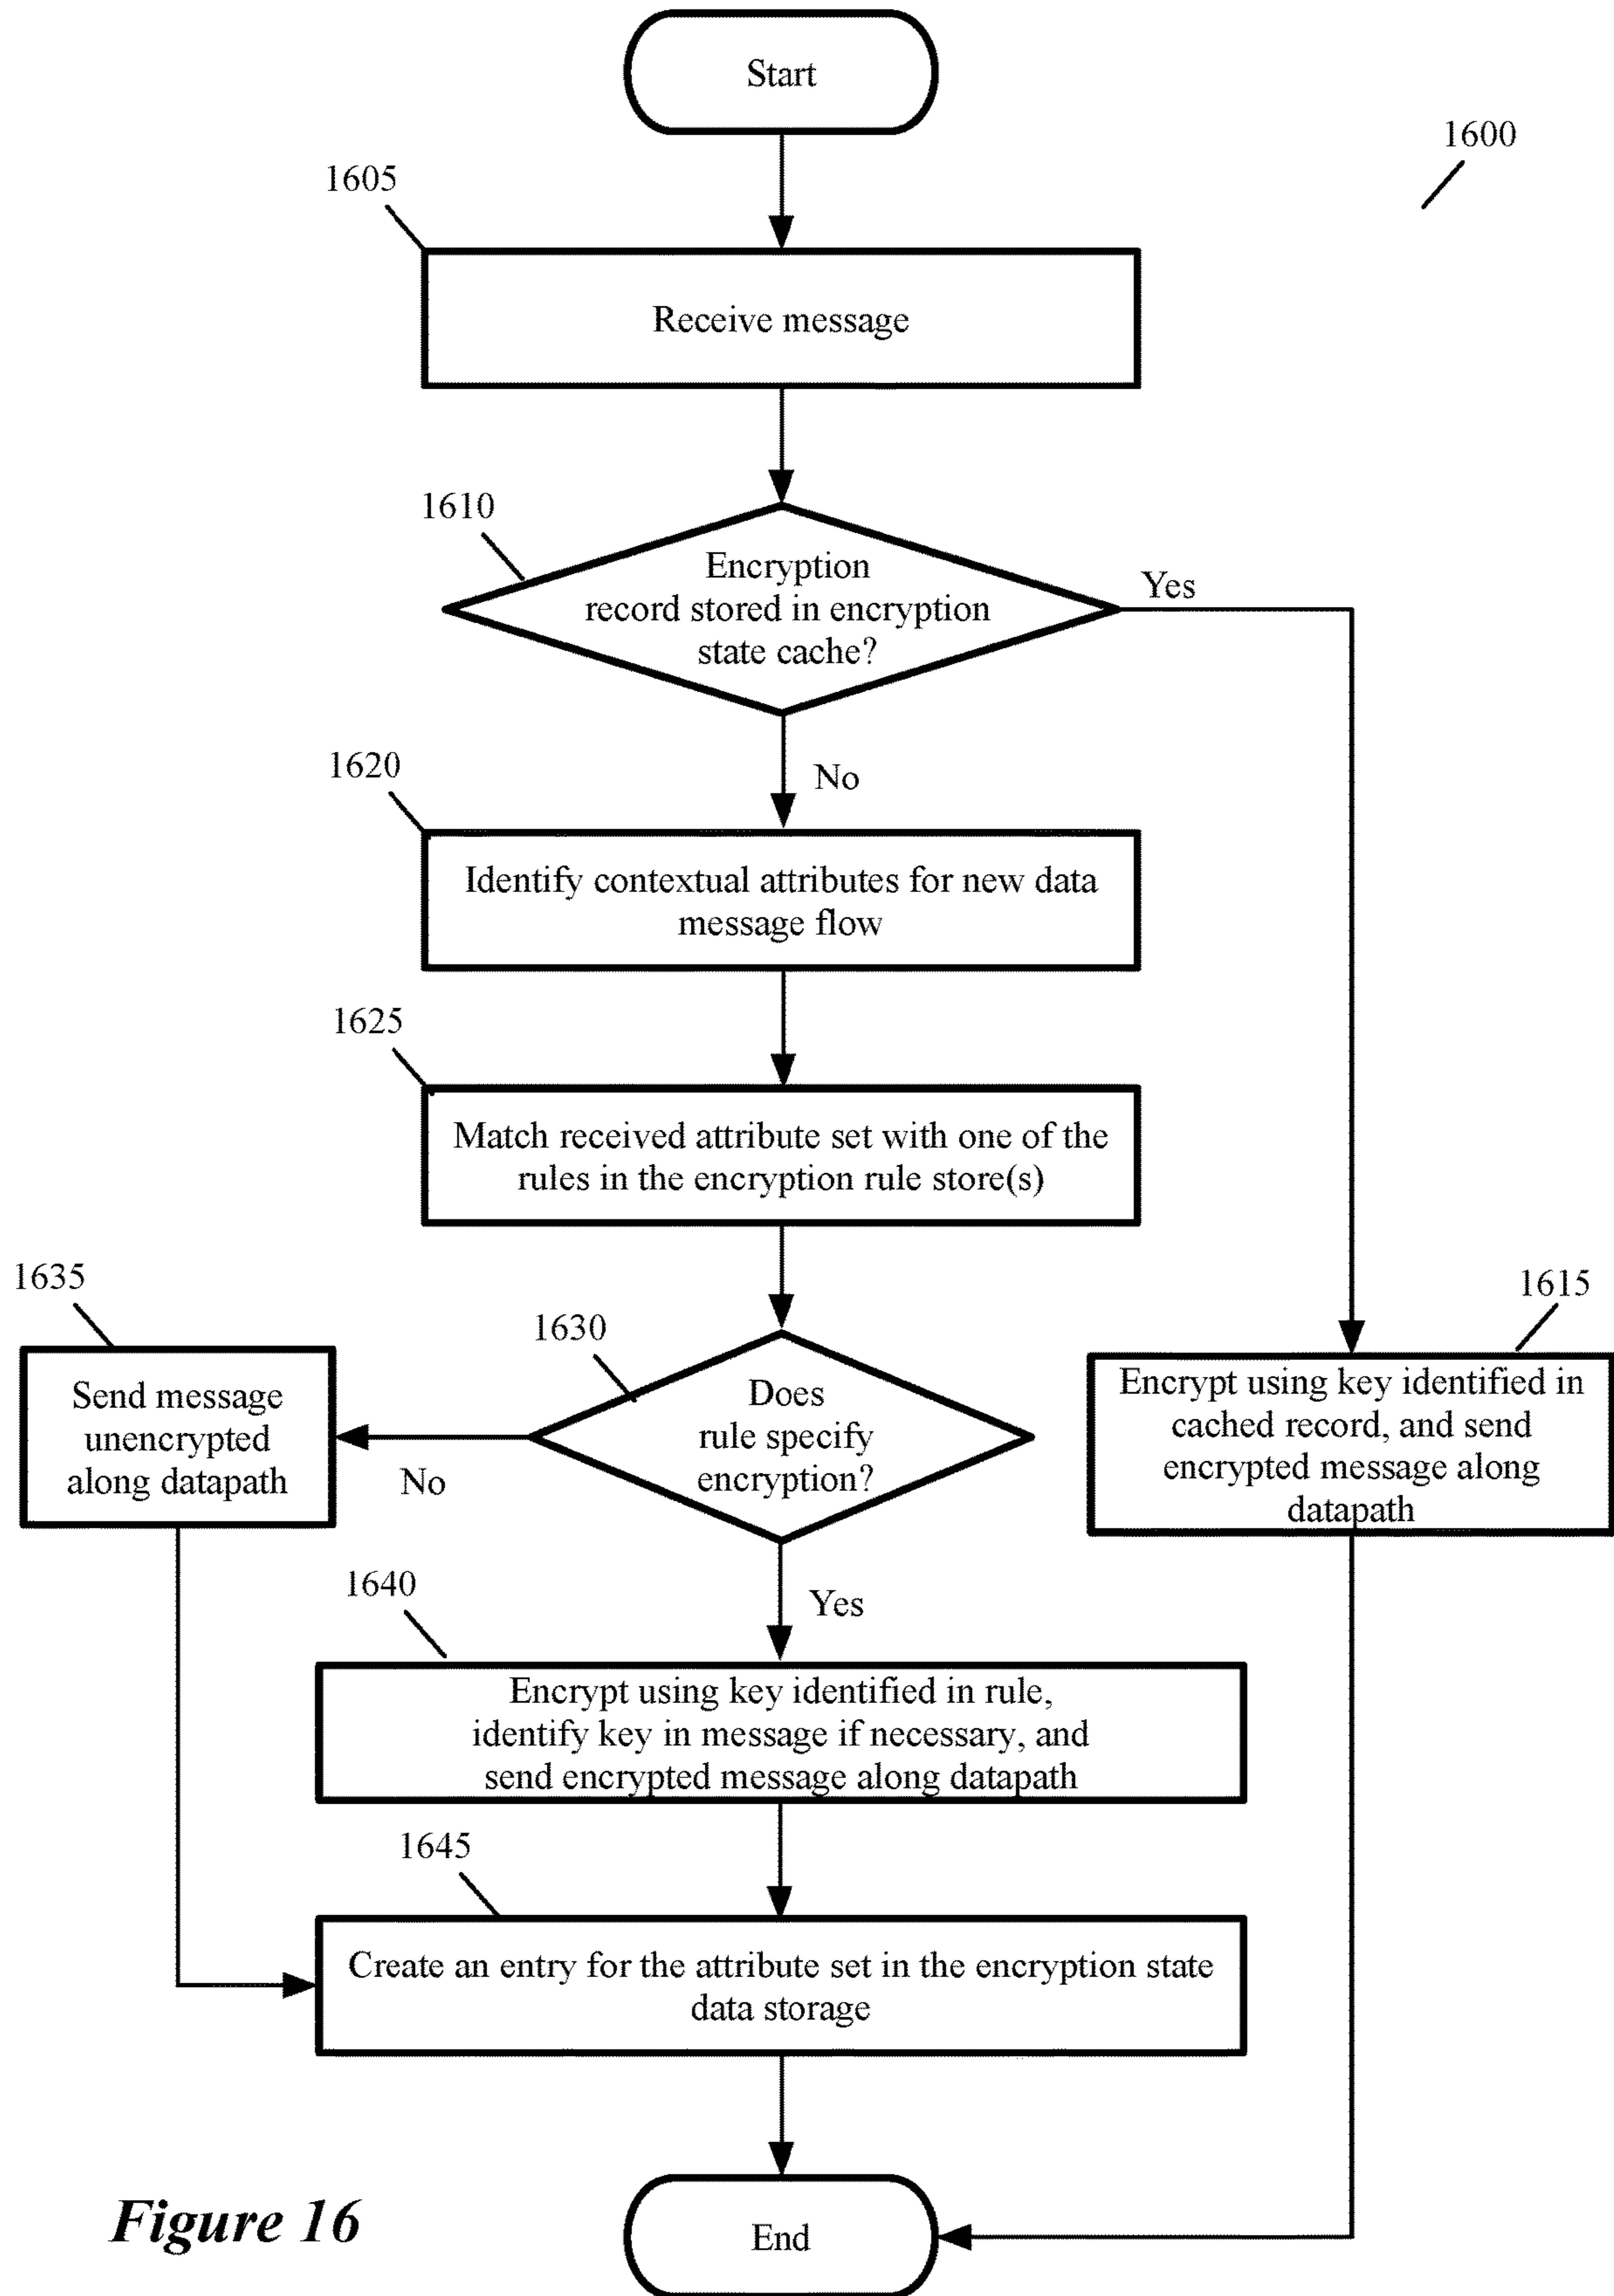 Start
1600
1605
Receive message
1610
Encryption
record stored in encryption
state cache?
Yes
No
1620
Identify contextual attributes for new data
message flow
1625
Match received attribute set with one of the
rules in the encryption rule store(s)
1635
Send message
unencrypted
along datapath
1630
Does
rule specify
encryption?
No
Yes
1615
Encrypt using key identified in
cached record, and send
encrypted message along
datapath
1640
Encrypt using key identified in rule,
identify key in message if necessary, and
send encrypted message along datapath
1645
Create an entry for the attribute set in the encryption state
data storage
End
Figure 16